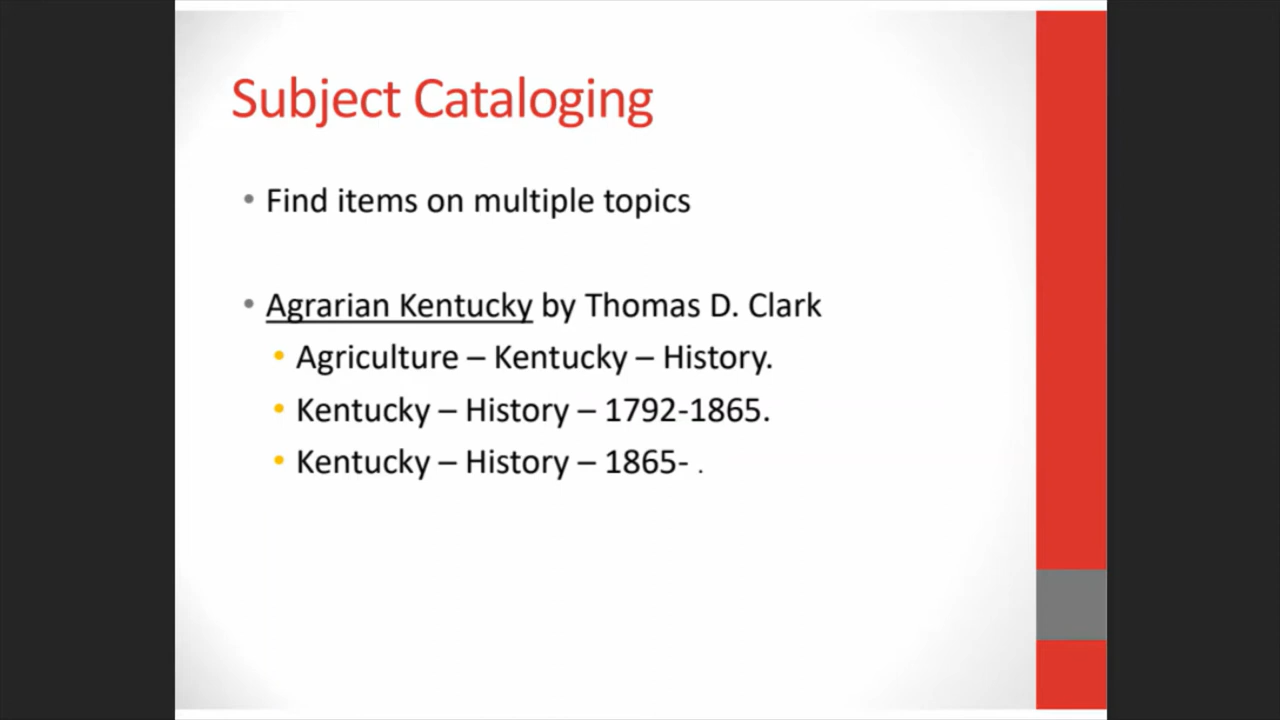 Subject Cataloging
• Find items on multiple topics
• Agrarian Kentucky by Thomas D. Clark
• Agriculture – Kentucky – History.
• Kentucky – History – 1792-1865.
• Kentucky – History – 1865- .